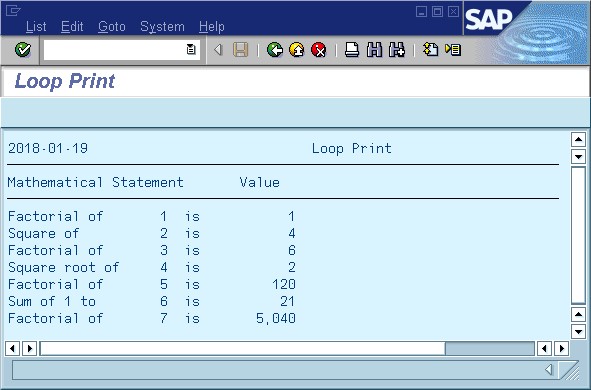 List Edit Goto System Help
SAP
Loop Print
2018-01-19 Loop Print
Mathematical Statement Value
Factorial of 1 is 1
Square of 2 is 4
Factorial of 3 is 6
Square root of 4 is 2
Factorial of 5 is 120
Sum of 1 to 6 is 21
Factorial of 7 is 5,040